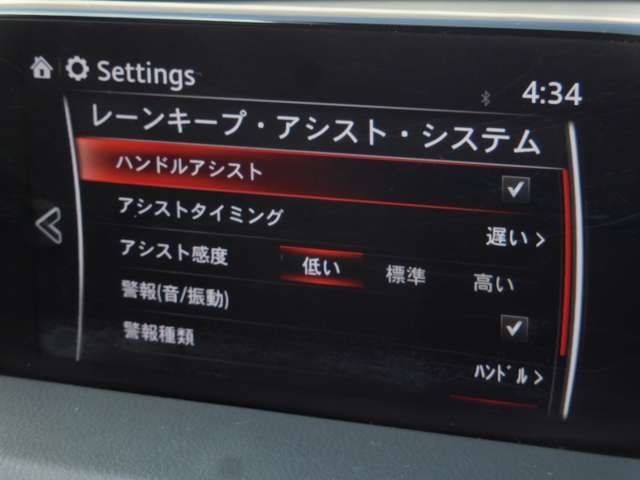 Settings
4:34
レーンキープ・アシスト・システム
ハンドルアシスト
アシストタイミング 遅い >
アシスト感度 低い 標準 高い
警報(音/振動)
警報種類 ﾊﾝﾄﾞﾙ >